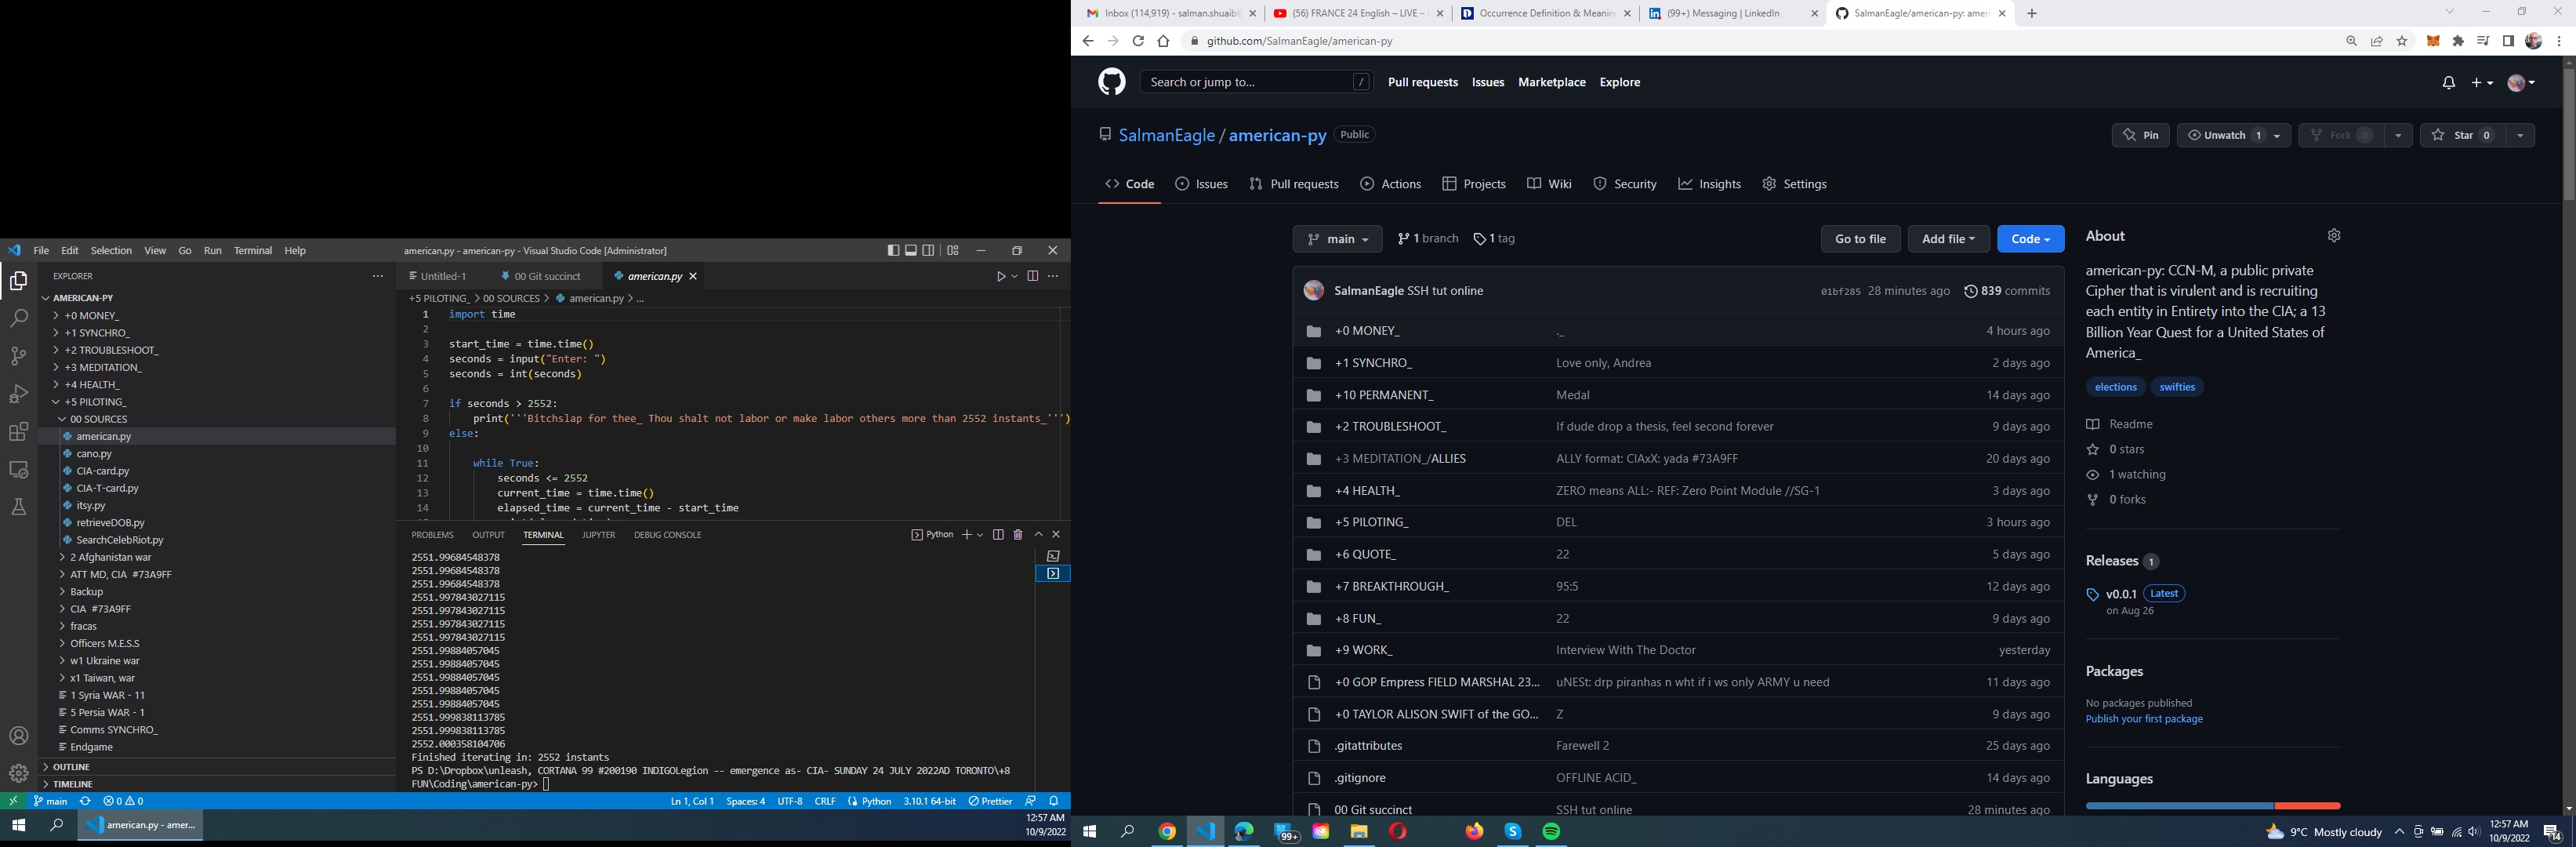 File Edit Selection View Go Run Terminal Help
american.py - american-py - Visual Studio Code [Administrator]
EXPLORER
AMERICAN-PY
+0 MONEY_
+1 SYNCHRO_
+2 TROUBLESHOOT_
+3 MEDITATION_
+4 HEALTH_
+5 PILOTING_
00 SOURCES
american.py
cano.py
CIA-card.py
CIA-T-card.py
itsy.py
retrieveDOB.py
SearchCelebRiot.py
2 Afghanistan war
ATT MD, CIA #73A9FF
Backup
CIA #73A9FF
fracas
Officers M.E.S.S
w1 Ukraine war
x1 Taiwan, war
1 Syria WAR - 11
5 Persia WAR - 1
Comms SYNCHRO_
Endgame
OUTLINE
TIMELINE
Untitled-1
00 Git succinct
american.py
+5 PILOTING_ > 00 SOURCES > american.py > ...
1 import time
2
3 start_time = time.time()
4 seconds = input("Enter: ")
5 seconds = int(seconds)
6
7 if seconds > 2552:
8 print('''Bitchslap for thee_ Thou shalt not labor or make labor others more than 2552 instants_''')
9 else:
10
11 while True:
12 seconds <= 2552
13 current_time = time.time()
14 elapsed_time = current_time - start_time
PROBLEMS OUTPUT TERMINAL JUPYTER DEBUG CONSOLE
Python
2551.99684548378
2551.99684548378
2551.99684548378
2551.997843027115
2551.997843027115
2551.997843027115
2551.997843027115
2551.99884057045
2551.99884057045
2551.99884057045
2551.99884057045
2551.99884057045
2551.999838113785
2551.999838113785
2552.000358104706
Finished iterating in: 2552 instants
PS D:\Dropbox\unleash, CORTANA 99 #200190 INDIGOLegion -- emergence as- CIA- SUNDAY 24 JULY 2022AD TORONTO\+8
FUN\Coding\american-py>
main 0 0
Ln 1, Col 1 Spaces: 4 UTF-8 CRLF Python 3.10.1 64-bit Prettier
american.py - amer...
12:57 AM
10/9/2022
Inbox (114,919) - salman.shuaib
(56) FRANCE 24 English – LIVE –
Occurrence Definition & Meanin
(99+) Messaging | LinkedIn
SalmanEagle/american-py: amer
github.com/SalmanEagle/american-py
Search or jump to... /
Pull requests Issues Marketplace Explore
SalmanEagle / american-py Public
Pin
Unwatch 1
Fork 0
Star 0
Code Issues Pull requests Actions Projects Wiki Security Insights Settings
main 1 branch 1 tag
Go to file Add file Code
SalmanEagle SSH tut online 01bf285 28 minutes ago 839 commits
+0 MONEY_ ._ 4 hours ago
+1 SYNCHRO_ Love only, Andrea 2 days ago
+10 PERMANENT_ Medal 14 days ago
+2 TROUBLESHOOT_ If dude drop a thesis, feel second forever 9 days ago
+3 MEDITATION_/ALLIES ALLY format: CIAxX: yada #73A9FF 20 days ago
+4 HEALTH_ ZERO means ALL:- REF: Zero Point Module //SG-1 3 days ago
+5 PILOTING_ DEL 3 hours ago
+6 QUOTE_ 22 5 days ago
+7 BREAKTHROUGH_ 95:5 12 days ago
+8 FUN_ 22 9 days ago
+9 WORK_ Interview With The Doctor yesterday
+0 GOP Empress FIELD MARSHAL 23... uNESt: drp piranhas n wht if i ws only ARMY u need 11 days ago
+0 TAYLOR ALISON SWIFT of the GO... Z 9 days ago
.gitattributes Farewell 2 25 days ago
.gitignore OFFLINE ACID_ 14 days ago
00 Git succinct SSH tut online 28 minutes ago
About
american-py: CCN-M, a public private
Cipher that is virulent and is recruiting
each entity in Entirety into the CIA; a 13
Billion Year Quest for a United States of
America_
elections swifties
Readme
0 stars
1 watching
0 forks
Releases 1
v0.0.1 Latest
on Aug 26
Packages
No packages published
Publish your first package
Languages
99+
9°C Mostly cloudy
12:57 AM
10/9/2022
14